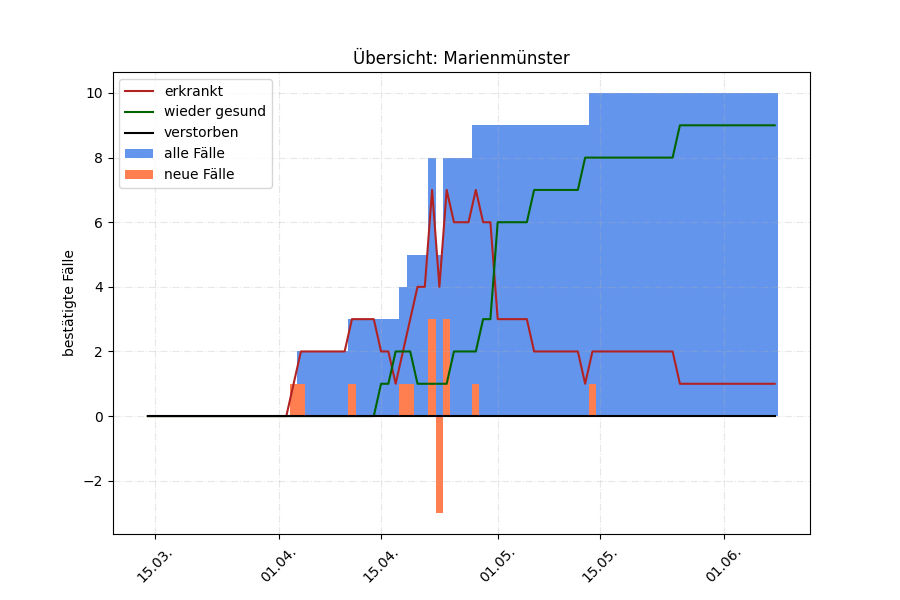 Übersicht: Marienmünster
erkrankt
wieder gesund
verstorben
alle Fälle
neue Fälle
bestätigte Fälle
10
8
6
4
2
0
−2
15.03.
01.04.
15.04.
01.05.
15.05.
01.06.